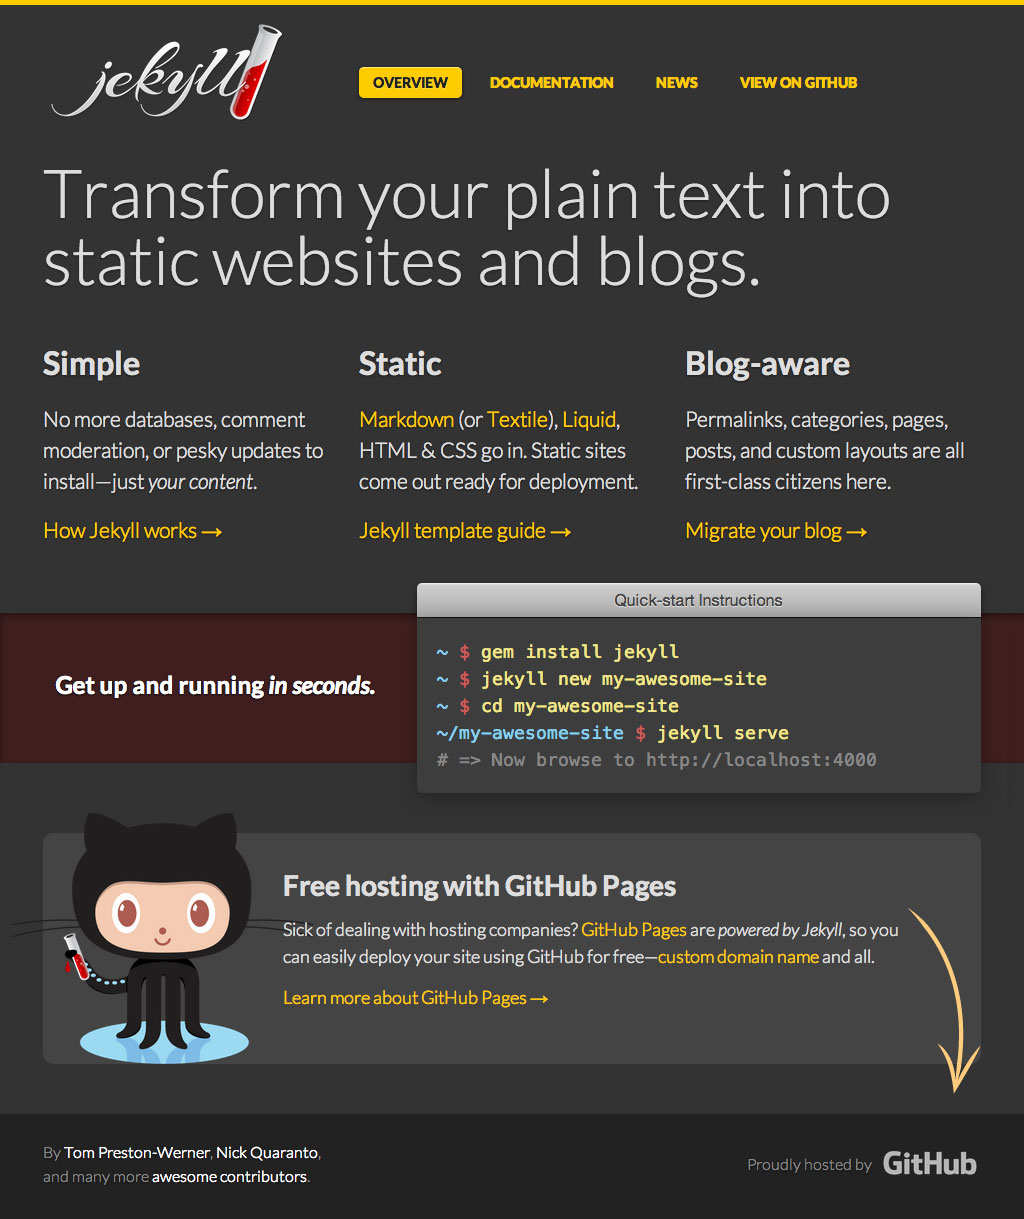 jekyll
OVERVIEW
DOCUMENTATION
NEWS
VIEW ON GITHUB
Transform your plain text into
static websites and blogs.
Simple
No more databases, comment
moderation, or pesky updates to
install—just your content.
How Jekyll works →
Static
Markdown (or Textile), Liquid,
HTML & CSS go in. Static sites
come out ready for deployment.
Jekyll template guide →
Blog-aware
Permalinks, categories, pages,
posts, and custom layouts are all
first-class citizens here.
Migrate your blog →
Get up and running in seconds.
Quick-start Instructions
~ $ gem install jekyll
~ $ jekyll new my-awesome-site
~ $ cd my-awesome-site
~/my-awesome-site $ jekyll serve
# => Now browse to http://localhost:4000
Free hosting with GitHub Pages
Sick of dealing with hosting companies? GitHub Pages are powered by Jekyll, so you
can easily deploy your site using GitHub for free—custom domain name and all.
Learn more about GitHub Pages →
By Tom Preston-Werner, Nick Quaranto,
and many more awesome contributors.
Proudly hosted by GitHub